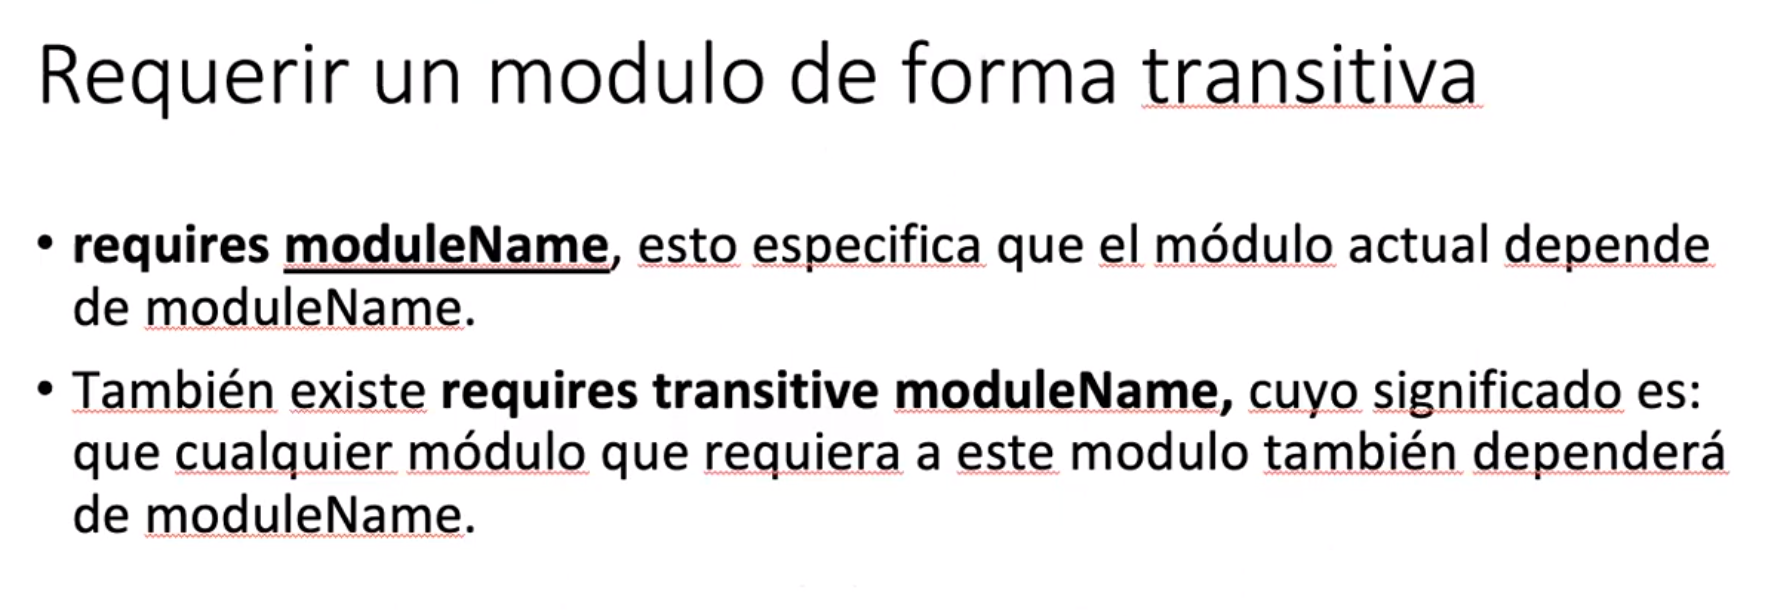 Requerir un modulo de forma transitiva
• requires moduleName, esto especifica que el módulo actual depende
de moduleName.
• También existe requires transitive moduleName, cuyo significado es:
que cualquier módulo que requiera a este modulo también dependerá
de moduleName.